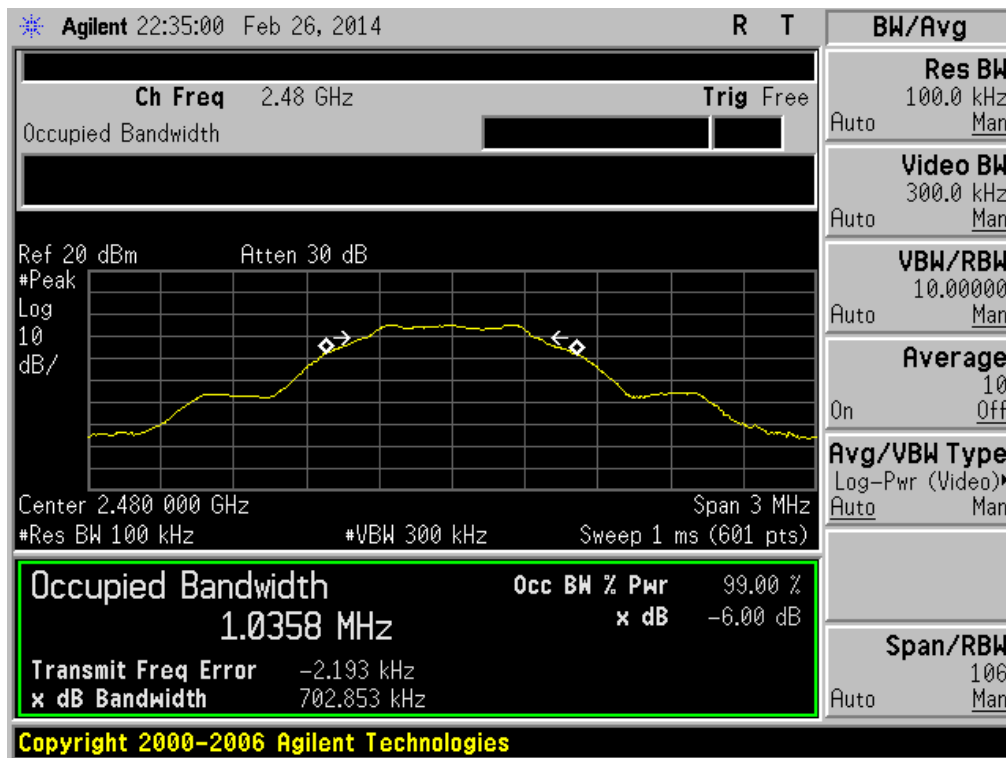 Agilent 22:35:00 Feb 26, 2014 R T
Ch Freq 2.48 GHz Trig Free
Occupied Bandwidth
Ref 20 dBm Atten 30 dB
#Peak
Log
10
dB/
Center 2.480 000 GHz Span 3 MHz
#Res BW 100 kHz #VBW 300 kHz Sweep 1 ms (601 pts)
Occupied Bandwidth Occ BW % Pwr 99.00 %
1.0358 MHz x dB -6.00 dB
Transmit Freq Error -2.193 kHz
x dB Bandwidth 702.853 kHz
Copyright 2000-2006 Agilent Technologies
BW/Avg
Res BW
100.0 kHz
Auto Man
Video BW
300.0 kHz
Auto Man
VBW/RBW
10.00000
Auto Man
Average
10
On Off
Avg/VBW Type
Log-Pwr (Video)
Auto Man
Span/RBW
106
Auto Man